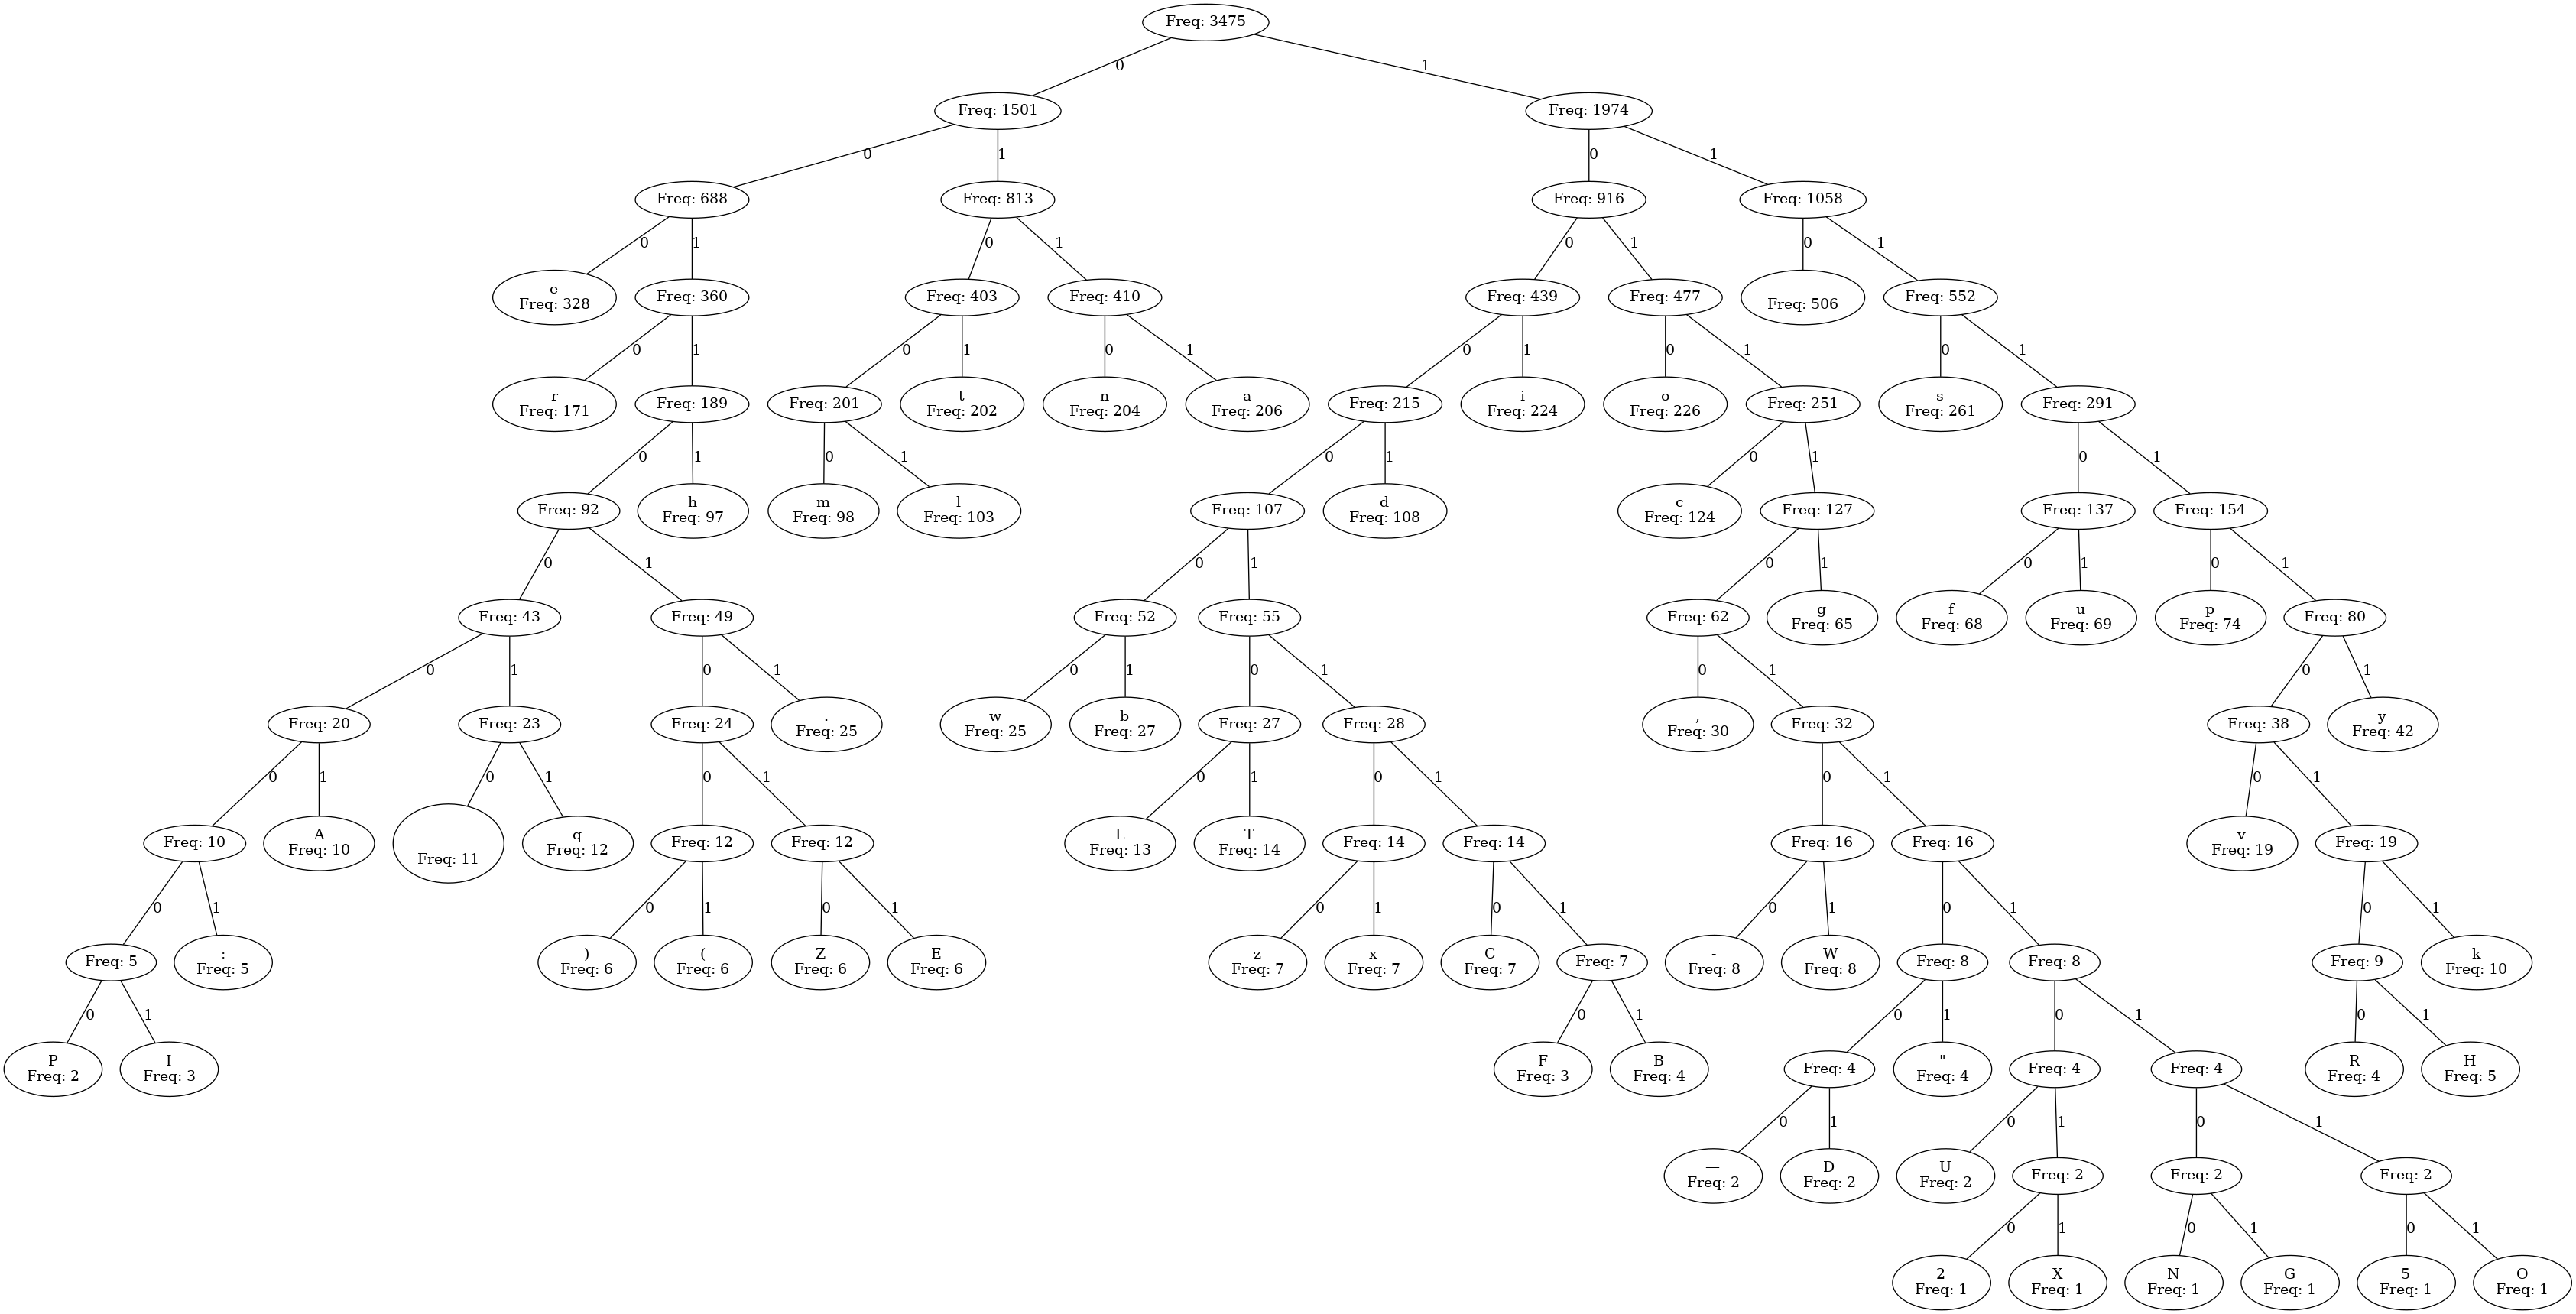 Freq: 3475
0 1
Freq: 1501 Freq: 1974
0 1 0 1
Freq: 688 Freq: 813 Freq: 916 Freq: 1058
0 1 0 1 0 1 0 1
e
Freq: 328 Freq: 360 Freq: 403 Freq: 410 Freq: 439 Freq: 477 Freq: 506 Freq: 552
0 1 0 1 0 1 0 1 0 1 0 1
r t n a i o s
Freq: 171 Freq: 189 Freq: 201 Freq: 202 Freq: 204 Freq: 206 Freq: 215 Freq: 224 Freq: 226 Freq: 251 Freq: 261 Freq: 291
0 1 0 1 0 1 0 1 0 1
h m l d c
Freq: 92 Freq: 97 Freq: 98 Freq: 103 Freq: 107 Freq: 108 Freq: 124 Freq: 127 Freq: 137 Freq: 154
0 1 0 1 0 1 0 1 0 1
g f u p
Freq: 43 Freq: 49 Freq: 52 Freq: 55 Freq: 62 Freq: 65 Freq: 68 Freq: 69 Freq: 74 Freq: 80
0 1 0 1 0 1 0 1 0 1 0 1
. w b , y
Freq: 20 Freq: 23 Freq: 24 Freq: 25 Freq: 25 Freq: 27 Freq: 27 Freq: 28 Freq: 30 Freq: 32 Freq: 38 Freq: 42
0 1 0 1 0 1 0 1 0 1 0 1 0 1
A q L T v
Freq: 10 Freq: 10 Freq: 11 Freq: 12 Freq: 12 Freq: 12 Freq: 13 Freq: 14 Freq: 14 Freq: 14 Freq: 16 Freq: 16 Freq: 19 Freq: 19
0 1 0 1 0 1 0 1 0 1 0 1 0 1 0 1
: ) ( Z E z x C - W k
Freq: 5 Freq: 5 Freq: 6 Freq: 6 Freq: 6 Freq: 6 Freq: 7 Freq: 7 Freq: 7 Freq: 7 Freq: 8 Freq: 8 Freq: 8 Freq: 8 Freq: 9 Freq: 10
0 1 0 1 0 1 0 1 0 1
P I F B " R H
Freq: 2 Freq: 3 Freq: 3 Freq: 4 Freq: 4 Freq: 4 Freq: 4 Freq: 4 Freq: 4 Freq: 5
0 1 0 1 0 1
— D U
Freq: 2 Freq: 2 Freq: 2 Freq: 2 Freq: 2 Freq: 2
0 1 0 1 0 1
2 X N G 5 O
Freq: 1 Freq: 1 Freq: 1 Freq: 1 Freq: 1 Freq: 1